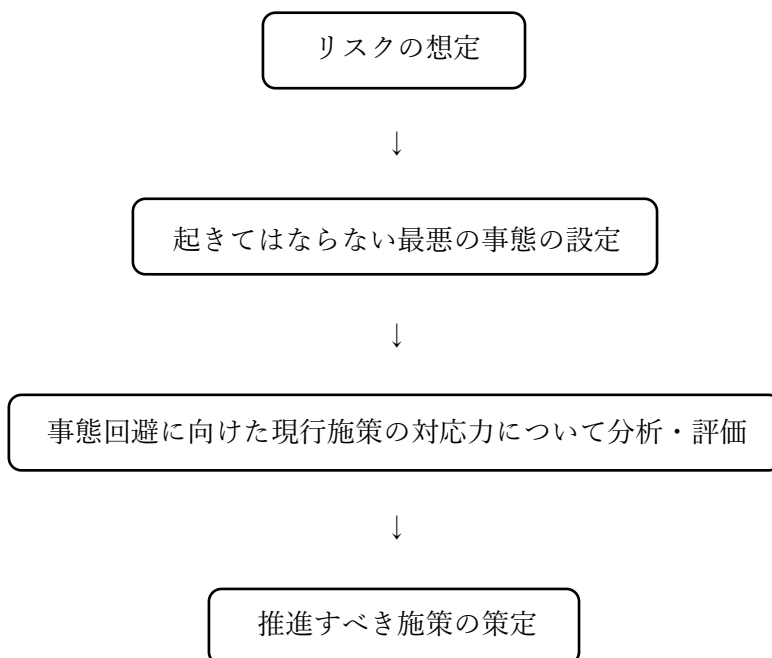 リスクの想定
↓
起きてはならない最悪の事態の設定
↓
事態回避に向けた現行施策の対応力について分析・評価
↓
推進すべき施策の策定